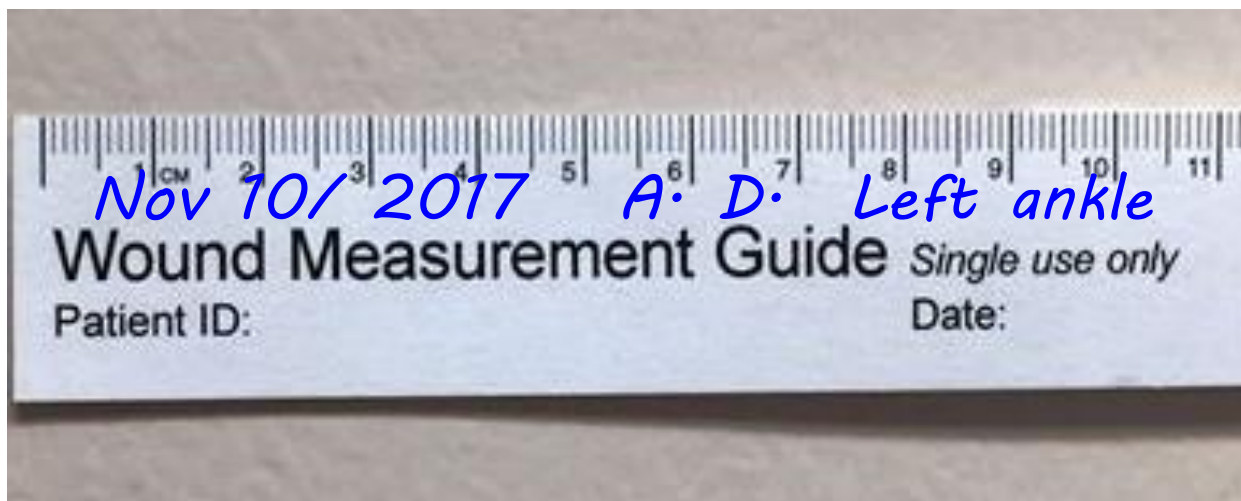 1 CM 2 3 4 5 6 7 8 9 10 11
Nov 10/ 2017 A. D. Left ankle
Wound Measurement Guide Single use only
Patient ID: Date: